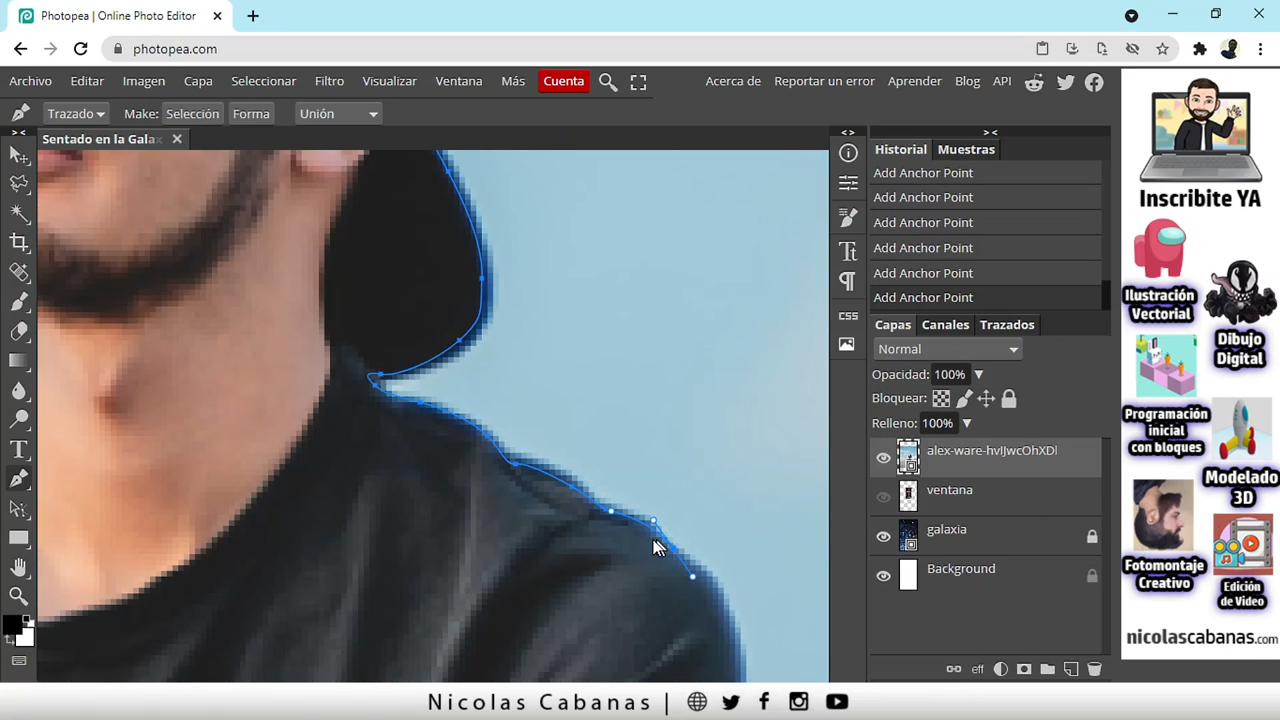 Photopea | Online Photo Editor
photopea.com
Archivo Editar Imagen Capa Seleccionar Filtro Visualizar Ventana Más Cuenta
Acerca de Reportar un error Aprender Blog API
Trazado Make: Selección Forma Unión
Sentado en la Gala
Historial Muestras
Add Anchor Point
Add Anchor Point
Add Anchor Point
Add Anchor Point
Add Anchor Point
Add Anchor Point
CSS
Capas Canales Trazados
Normal
Opacidad: 100%
Bloquear:
Relleno: 100%
alex-ware-hvIJwcOhXDl
ventana
galaxia
Background
eff
Inscribite YA
Ilustración
Vectorial
Dibujo
Digital
Programación
inicial
con bloques
Modelado
3D
Fotomontaje
Creativo
Edición
de Video
nicolascabanas.com
Nicolas Cabanas |